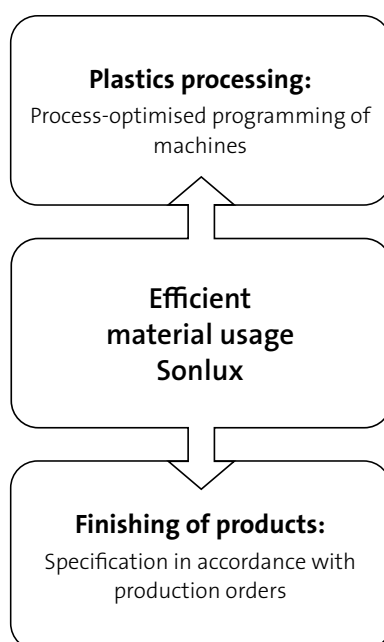 Plastics processing:
Process-optimised programming of
machines
Efficient
material usage
Sonlux
Finishing of products:
Specification in accordance with
production orders